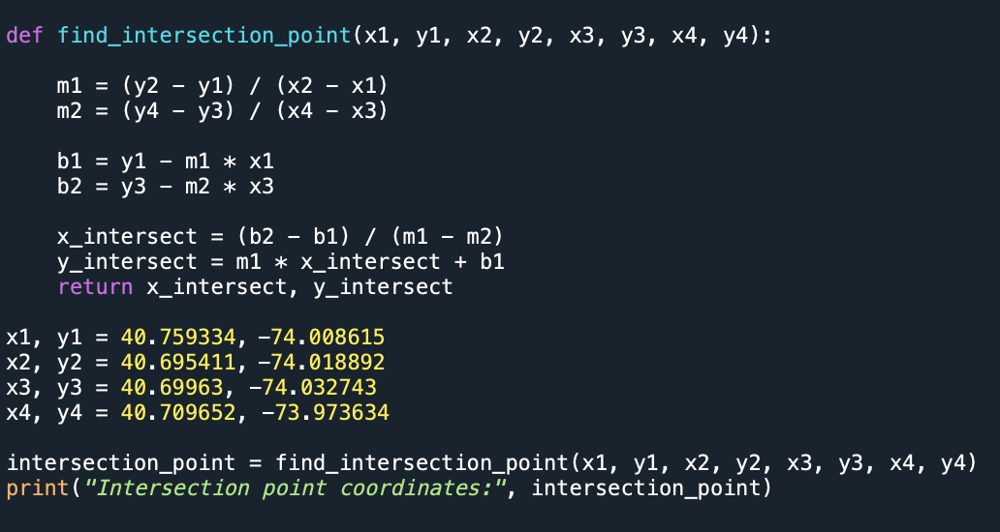 def find_intersection_point(x1, y1, x2, y2, x3, y3, x4, y4):
    m1 = (y2 − y1) / (x2 − x1)
    m2 = (y4 − y3) / (x4 − x3)
    b1 = y1 − m1 * x1
    b2 = y3 − m2 * x3
    x_intersect = (b2 − b1) / (m1 − m2)
    y_intersect = m1 * x_intersect + b1
    return x_intersect, y_intersect
x1, y1 = 40.759334, −74.008615
x2, y2 = 40.695411, −74.018892
x3, y3 = 40.69963, −74.032743
x4, y4 = 40.709652, −73.973634
intersection_point = find_intersection_point(x1, y1, x2, y2, x3, y3, x4, y4)
print("Intersection point coordinates:", intersection_point)